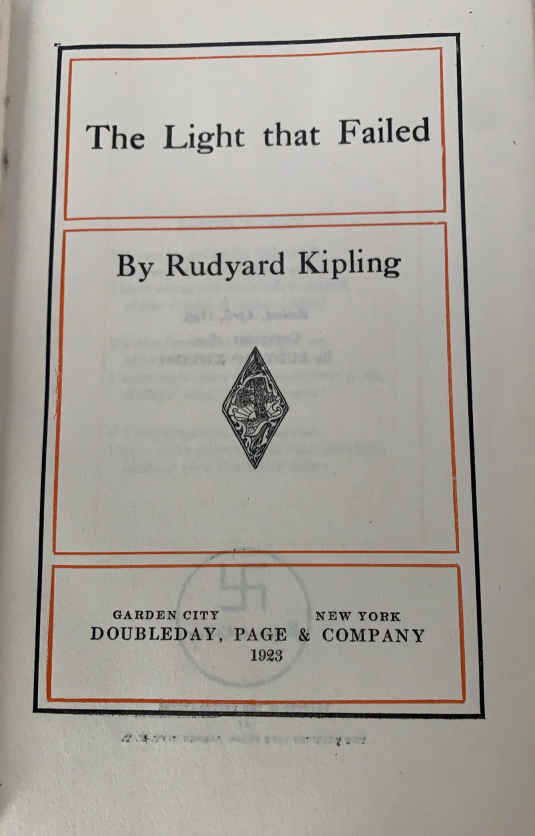 The Light that Failed
By Rudyard Kipling
GARDEN CITY NEW YORK
DOUBLEDAY, PAGE & COMPANY
1923